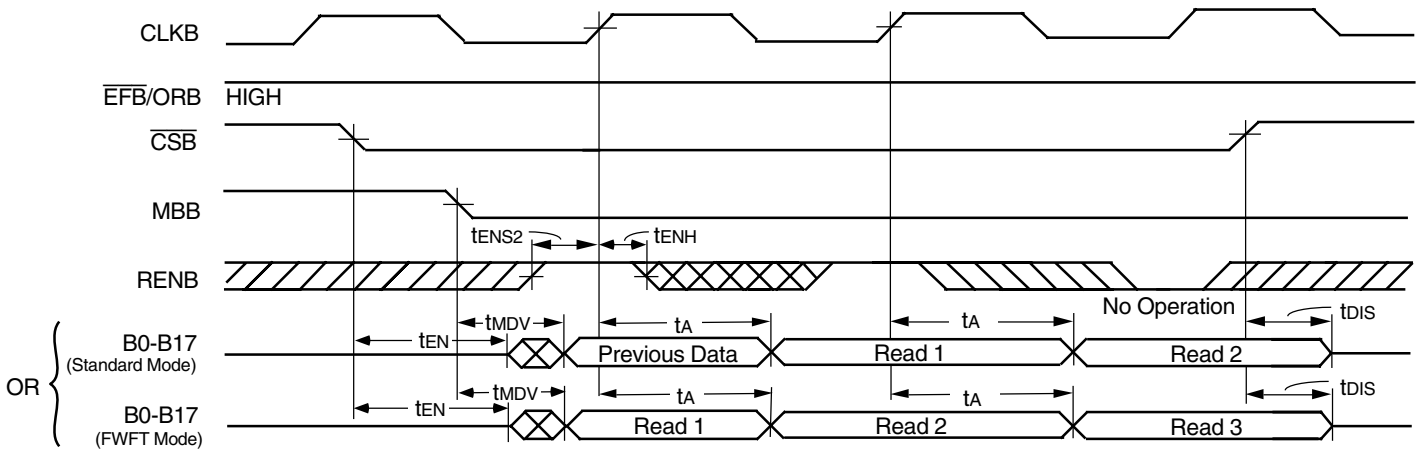 CLKB
EFB/ORB HIGH
CSB
MBB
tENS2 tENH
RENB
No Operation
tMDV tA tA tDIS
B0-B17 tEN Previous Data Read 1 Read 2
(Standard Mode)
OR
tMDV tDIS
B0-B17 tEN tA tA
(FWFT Mode) Read 1 Read 2 Read 3